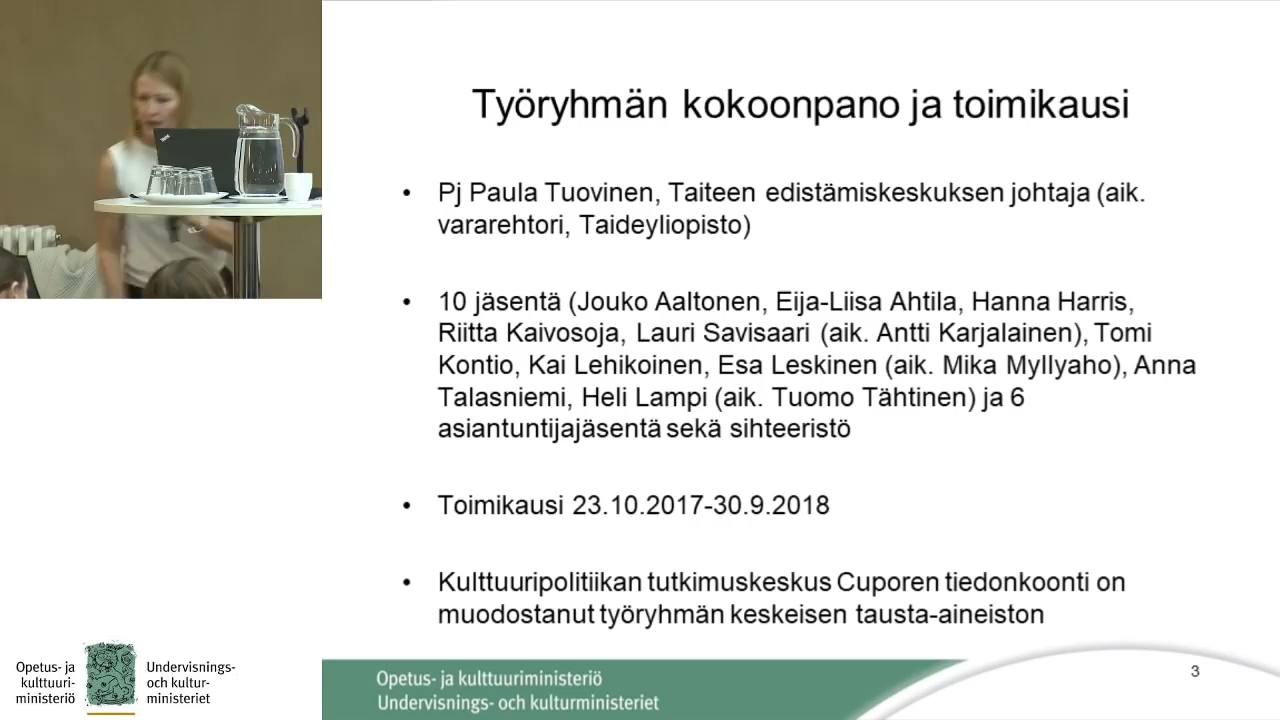 Työryhmän kokoonpano ja toimikausi
• Pj Paula Tuovinen, Taiteen edistämiskeskuksen johtaja (aik.
vararehtori, Taideyliopisto)
• 10 jäsentä (Jouko Aaltonen, Eija-Liisa Ahtila, Hanna Harris,
Riitta Kaivosoja, Lauri Savisaari (aik. Antti Karjalainen), Tomi
Kontio, Kai Lehikoinen, Esa Leskinen (aik. Mika Myllyaho), Anna
Talasniemi, Heli Lampi (aik. Tuomo Tähtinen) ja 6
asiantuntijajäsentä sekä sihteeristö
• Toimikausi 23.10.2017-30.9.2018
• Kulttuuripolitiikan tutkimuskeskus Cuporen tiedonkoonti on
muodostanut työryhmän keskeisen tausta-aineiston
Opetus- ja
kulttuuri-
ministeriö
Undervisnings-
och kultur-
ministeriet
Opetus- ja kulttuuriministeriö
Undervisnings- och kulturministeriet
3